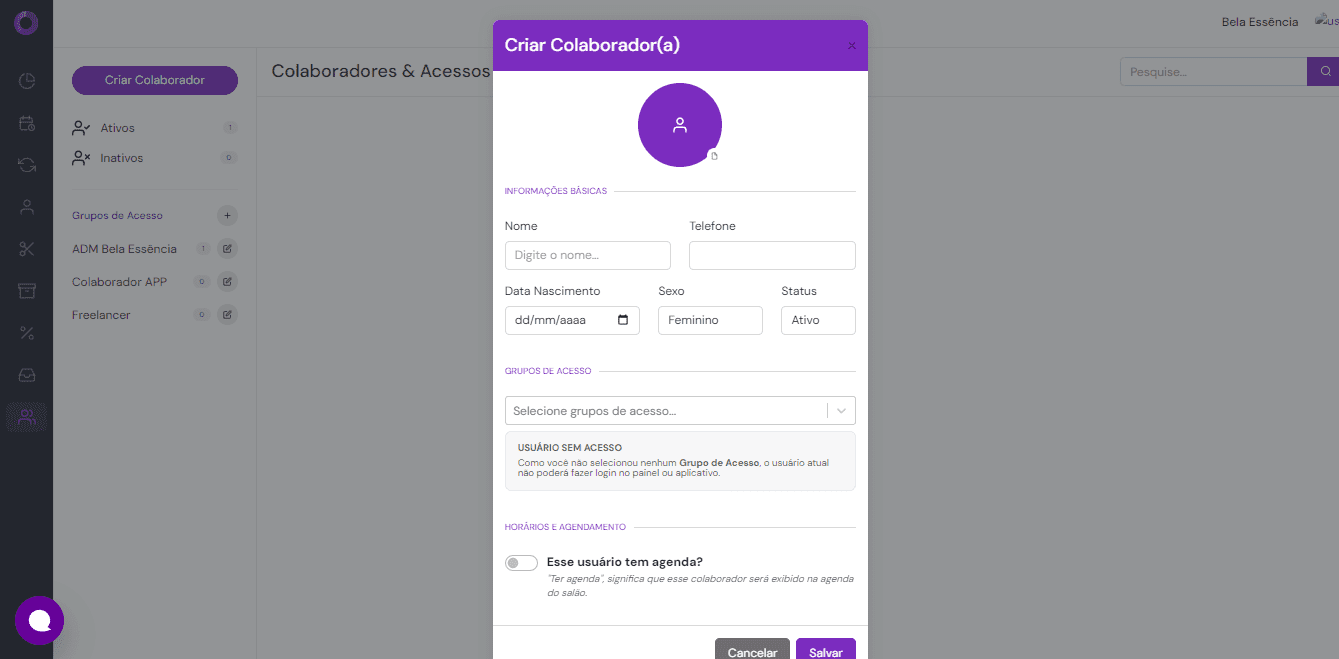 Bela Essência
us
Criar Colaborador
Ativos 1
Inativos 0
Grupos de Acesso +
ADM Bela Essência 1
Colaborador APP 0
Freelancer 0
Colaboradores & Acessos
Pesquise...
Criar Colaborador(a) ×
INFORMAÇÕES BÁSICAS
Nome Telefone
Digite o nome...
Data Nascimento Sexo Status
dd/mm/aaaa Feminino Ativo
GRUPOS DE ACESSO
Selecione grupos de acesso...
USUÁRIO SEM ACESSO
Como você não selecionou nenhum Grupo de Acesso, o usuário atual
não poderá fazer login no painel ou aplicativo.
HORÁRIOS E AGENDAMENTO
Esse usuário tem agenda?
"Ter agenda", significa que esse colaborador será exibido na agenda
do salão.
Cancelar Salvar